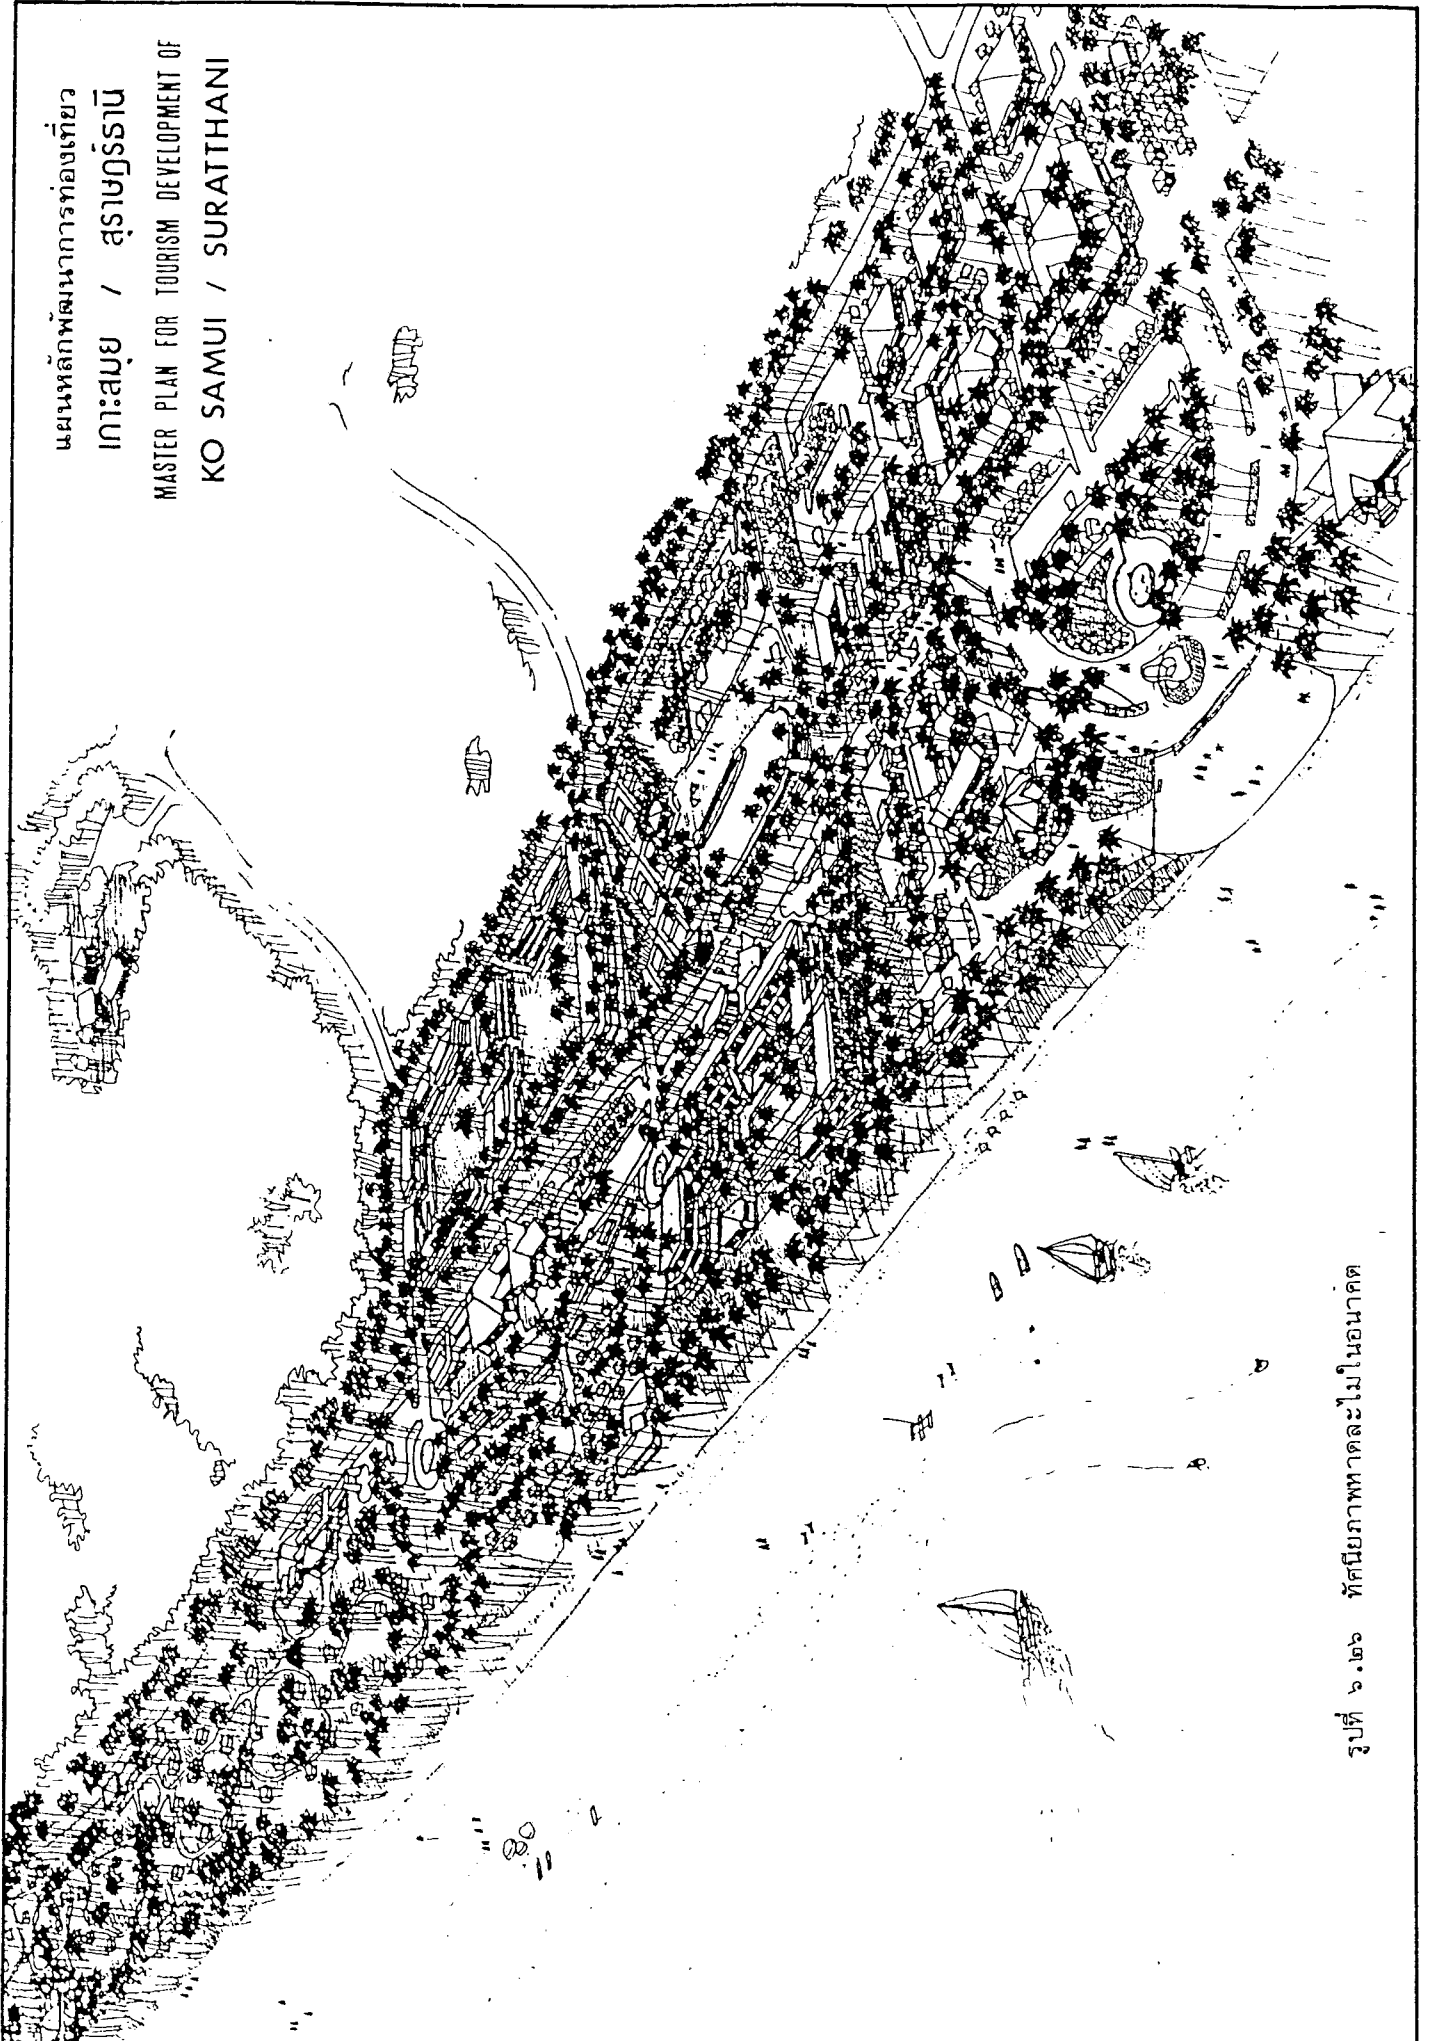 แผนหลักพัฒนาการท่องเที่ยว
เกาะสมุย / สุราษฎร์ธานี
MASTER PLAN FOR TOURISM DEVELOPMENT OF
KO SAMUI / SURATTHANI
รูปที่ ๖.๒๖ ทัศนียภาพหาดละไมในอนาคต